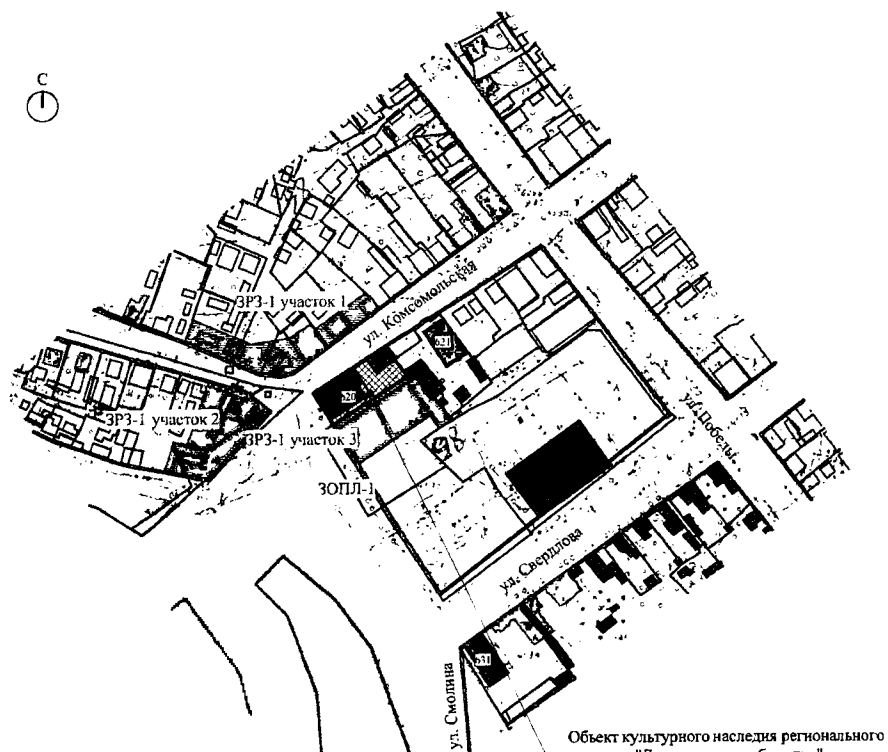 С
ЗРЗ-1 участок 1
ул. Комсомольская
621
620
ЗРЗ-1 участок 2
ЗРЗ-1 участок 3
ул. Победы
ЗОПЛ-1
ул. Свердлова
631
ул. Смолина
Объект культурного наследия регионального